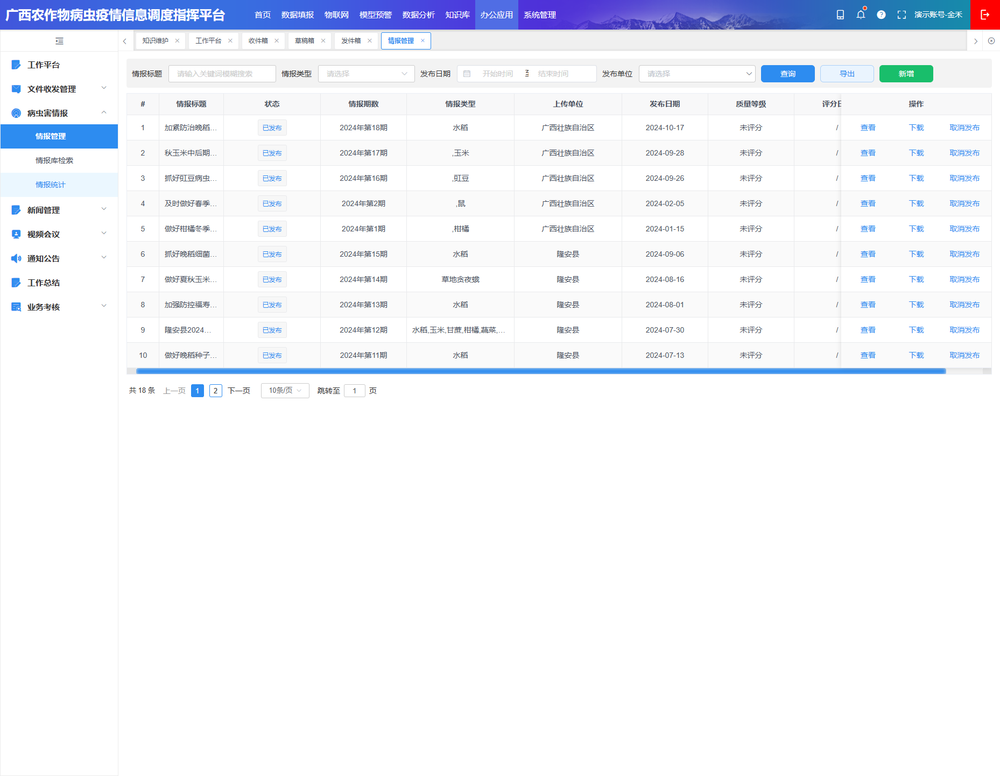 广西农作物病虫疫情信息调度指挥平台 首页 数据填报 物联网 模型预警 数据分析 知识库 办公应用 系统管理 演示账号-金禾
知识维护 工作平台 收件箱 草稿箱 发件箱 情报管理
工作平台
文件收发管理
病虫害情报
情报管理
情报库检索
情报统计
新闻管理
视频会议
通知公告
工作总结
业务考核
情报标题 请输入关键词模糊搜索 情报类型 请选择 发布日期 开始时间 至 结束时间 发布单位 请选择 查询 导出 新增
# 情报标题 状态 情报期数 情报类型 上传单位 发布日期 质量等级 评分 操作
1 加紧防治晚稻... 已发布 2024年第18期 水稻 广西壮族自治区 2024-10-17 未评分 / 查看 下载 取消发布
2 秋玉米中后期... 已发布 2024年第17期 ,玉米 广西壮族自治区 2024-09-28 未评分 / 查看 下载 取消发布
3 抓好豇豆病虫... 已发布 2024年第16期 ,豇豆 广西壮族自治区 2024-09-26 未评分 / 查看 下载 取消发布
4 及时做好春季... 已发布 2024年第2期 ,鼠 广西壮族自治区 2024-02-05 未评分 / 查看 下载 取消发布
5 做好柑橘冬季... 已发布 2024年第1期 ,柑橘 广西壮族自治区 2024-01-15 未评分 / 查看 下载 取消发布
6 抓好晚稻细菌... 已发布 2024年第15期 水稻 隆安县 2024-09-06 未评分 / 查看 下载 取消发布
7 做好夏秋玉米... 已发布 2024年第14期 草地贪夜蛾 隆安县 2024-08-16 未评分 / 查看 下载 取消发布
8 加强防控福寿... 已发布 2024年第13期 水稻 隆安县 2024-08-01 未评分 / 查看 下载 取消发布
9 隆安县2024... 已发布 2024年第12期 水稻,玉米,甘蔗,柑橘,蔬菜,... 隆安县 2024-07-30 未评分 / 查看 下载 取消发布
10 做好晚稻种子... 已发布 2024年第11期 水稻 隆安县 2024-07-13 未评分 / 查看 下载 取消发布
共 18 条 上一页 1 2 下一页 10条/页 跳转至 1 页